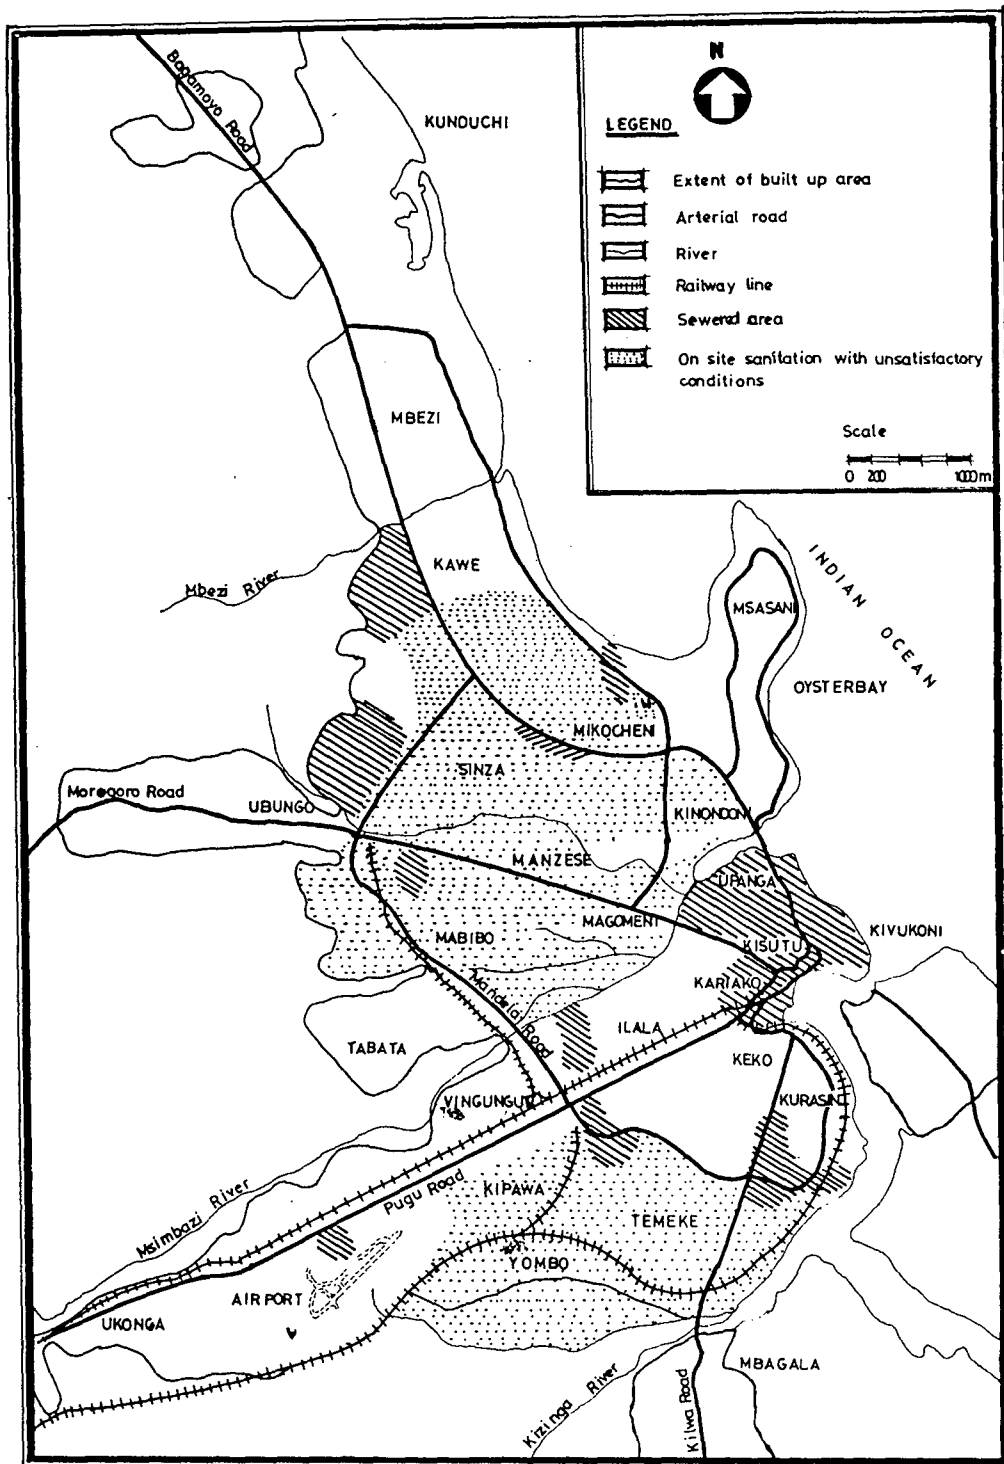 N
LEGEND
Extent of built up area
Arterial road
River
Railway line
Sewered area
On site sanitation with unsatisfactory
conditions
Scale
0 200 1000m
Bagamoyo Road
KUNDUCHI
MBEZI
KAWE
Mbezi River
INDIAN OCEAN
MSASANI
OYSTERBAY
MIKOCHENI
SINZA
Morogoro Road
UBUNGO
KINONDONI
MANZESE
UPANGA
MAGOMENI
KIVUKONI
MABIBO
KISUTU
KARIAKO
Mandela Road
ILALA
TABATA
KEKO
VINGUNGUTI
KURASINI
Msimbazi River
Pugu Road
KIPAWA
TEMEKE
YOMBO
AIRPORT
UKONGA
MBAGALA
Kizinga River
Kilwa Road